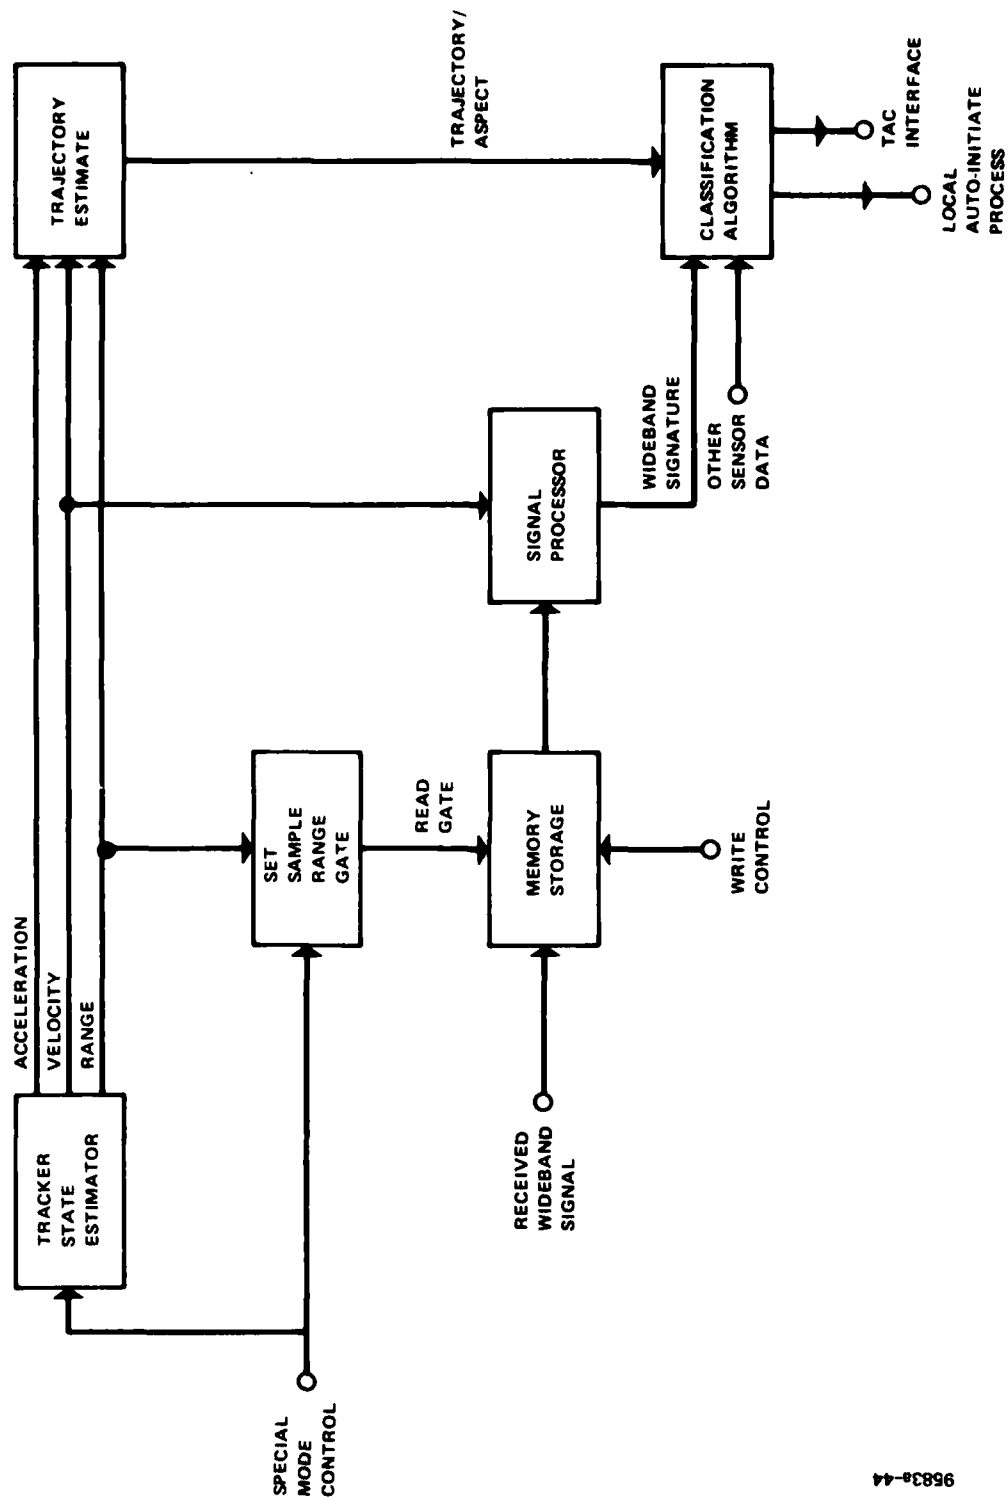 SPECIAL
MODE
CONTROL
TRACKER
STATE
ESTIMATOR
ACCELERATION
VELOCITY
RANGE
TRAJECTORY
ESTIMATE
SET
SAMPLE
RANGE
GATE
READ
GATE
RECEIVED
WIDEBAND
SIGNAL
MEMORY
STORAGE
WRITE
CONTROL
SIGNAL
PROCESSOR
TRAJECTORY/
ASPECT
WIDEBAND
SIGNATURE
OTHER
SENSOR
DATA
CLASSIFICATION
ALGORITHM
TAC
INTERFACE
LOCAL
AUTO-INITIATE
PROCESS
9583a-44